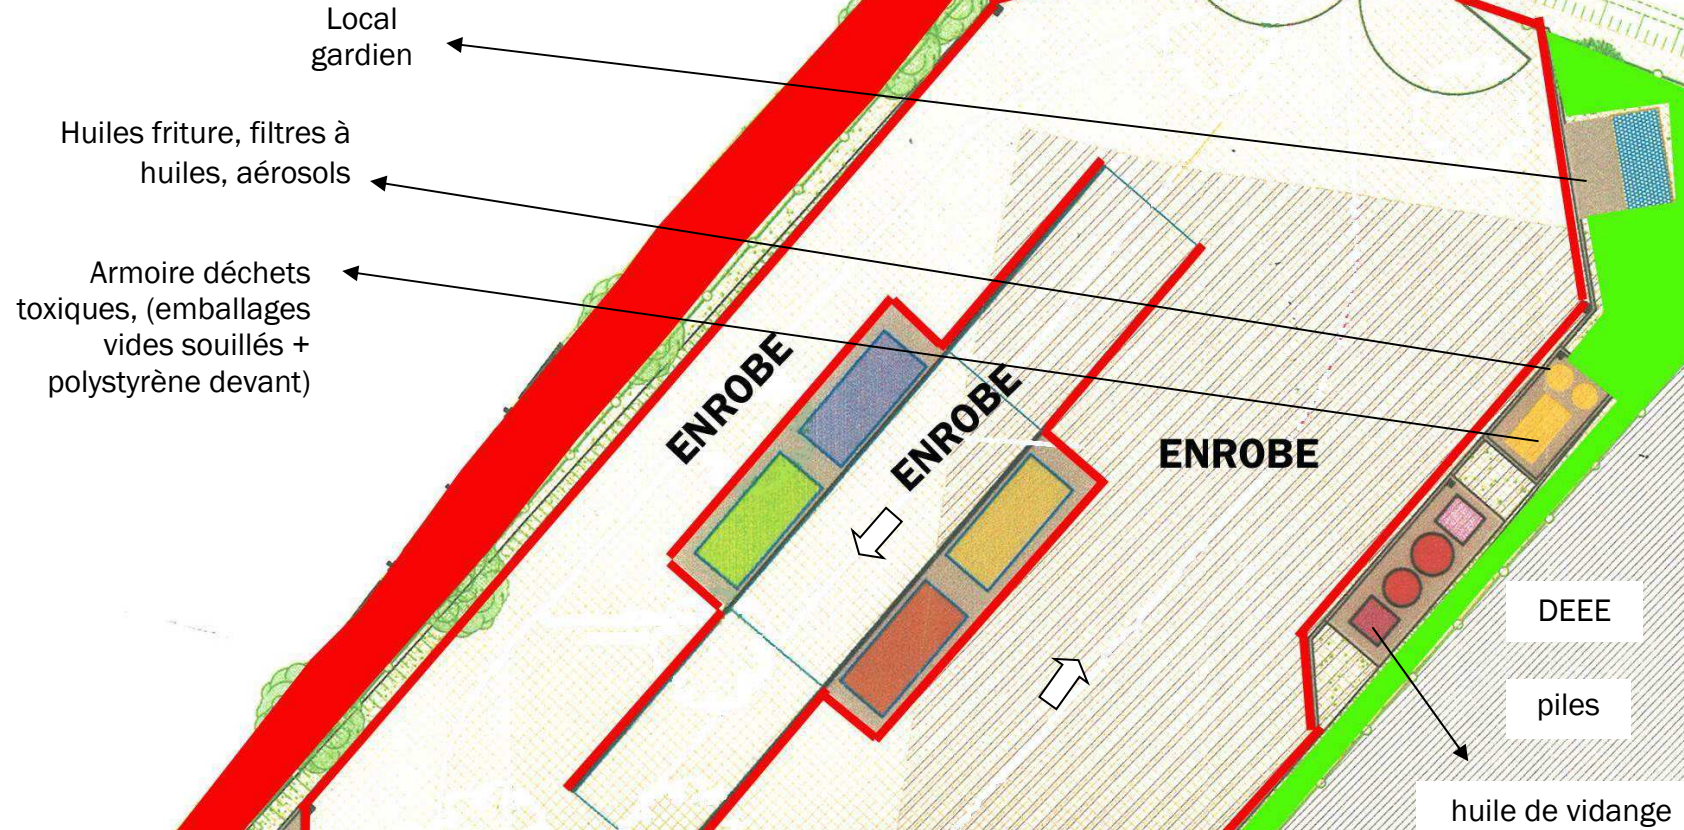 Local
gardien
Huiles friture, filtres à
huiles, aérosols
Armoire déchets
toxiques, (emballages
vides souillés +
polystyrène devant)
ENROBE
ENROBE
ENROBE
DEEE
piles
huile de vidange